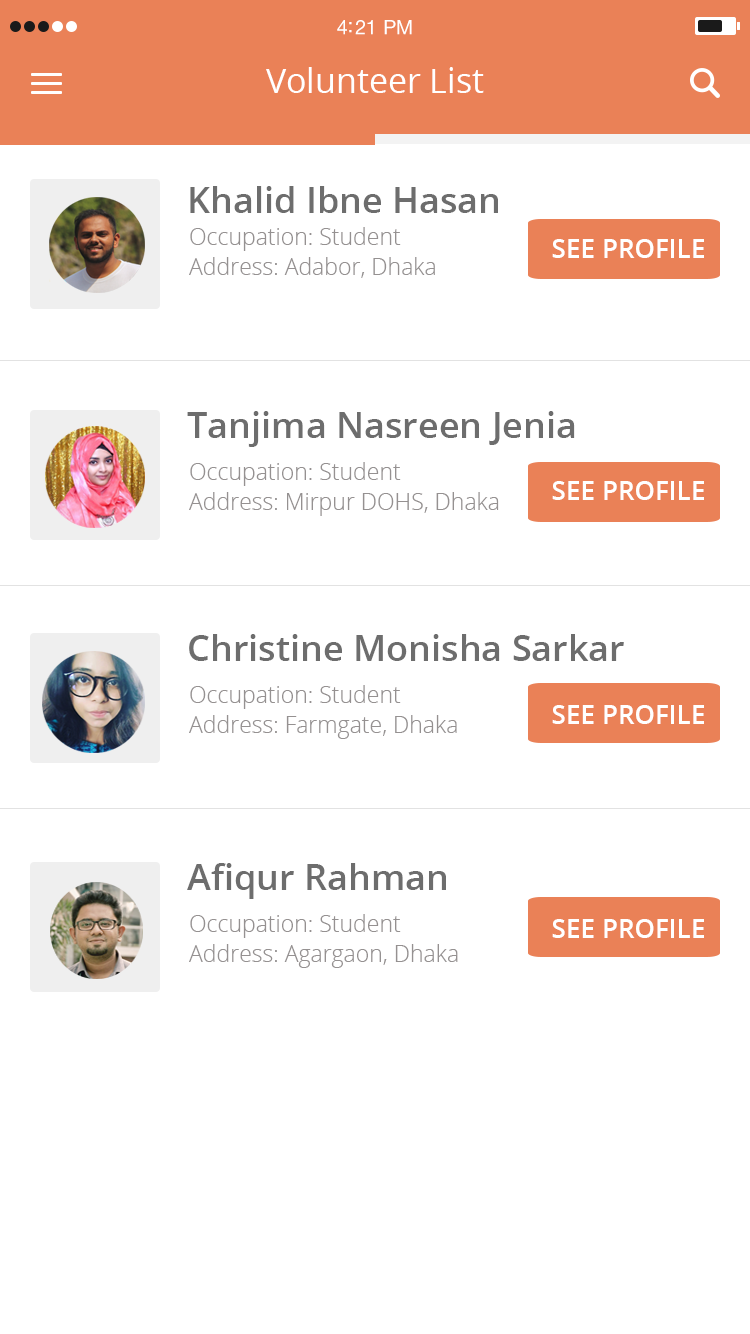 4:21 PM
Volunteer List
Khalid Ibne Hasan
Occupation: Student
Address: Adabor, Dhaka
SEE PROFILE
Tanjima Nasreen Jenia
Occupation: Student
Address: Mirpur DOHS, Dhaka
SEE PROFILE
Christine Monisha Sarkar
Occupation: Student
Address: Farmgate, Dhaka
SEE PROFILE
Afiqur Rahman
Occupation: Student
Address: Agargaon, Dhaka
SEE PROFILE